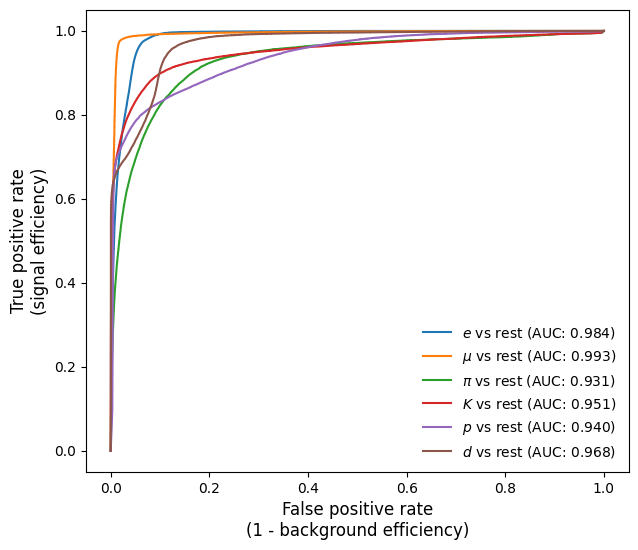 1.0
0.8
0.6
0.4
0.2
0.0
True positive rate
(signal efficiency)
e vs rest (AUC: 0.984)
μ vs rest (AUC: 0.993)
π vs rest (AUC: 0.931)
K vs rest (AUC: 0.951)
p vs rest (AUC: 0.940)
d vs rest (AUC: 0.968)
0.0 0.2 0.4 0.6 0.8 1.0
False positive rate
(1 - background efficiency)